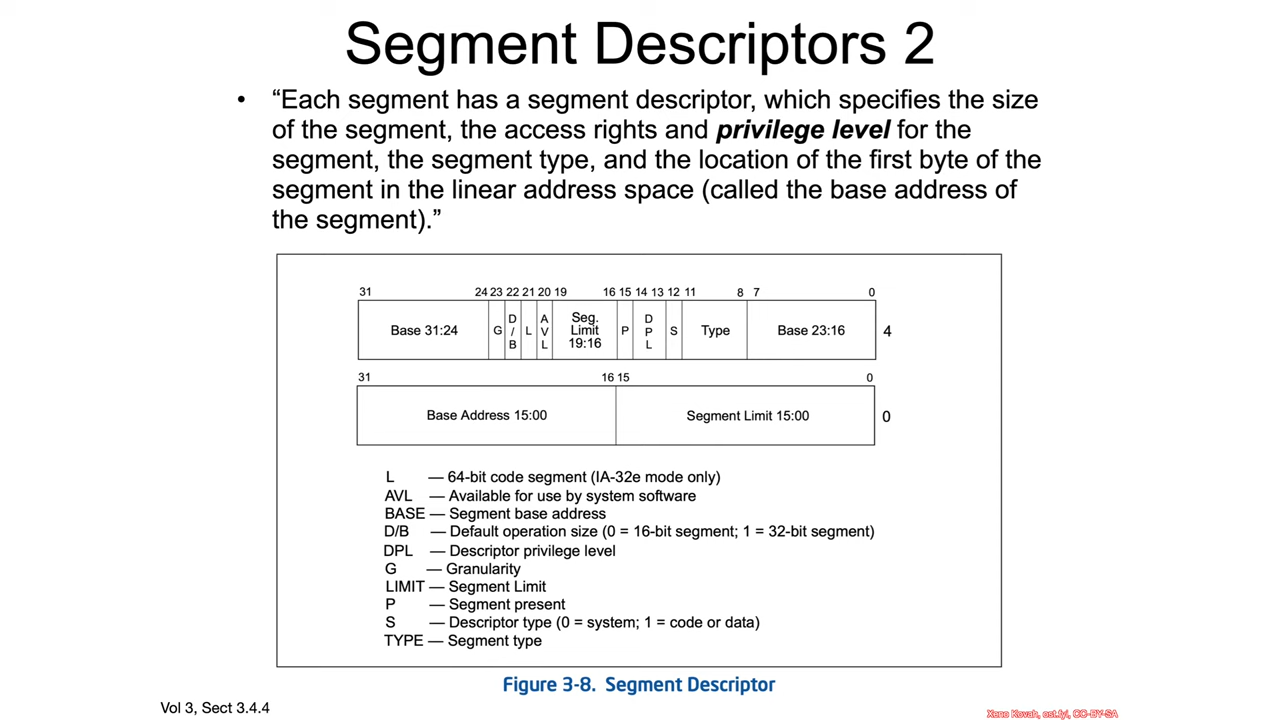 Segment Descriptors 2
• “Each segment has a segment descriptor, which specifies the size
of the segment, the access rights and privilege level for the
segment, the segment type, and the location of the first byte of the
segment in the linear address space (called the base address of
the segment).”
31 24 23 22 21 20 19 16 15 14 13 12 11 8 7 0
Base 31:24 G D/B L AVL Seg. Limit 19:16 P DPL S Type Base 23:16 4
31 16 15 0
Base Address 15:00 Segment Limit 15:00 0
L — 64-bit code segment (IA-32e mode only)
AVL — Available for use by system software
BASE — Segment base address
D/B — Default operation size (0 = 16-bit segment; 1 = 32-bit segment)
DPL — Descriptor privilege level
G — Granularity
LIMIT — Segment Limit
P — Segment present
S — Descriptor type (0 = system; 1 = code or data)
TYPE — Segment type
Figure 3-8. Segment Descriptor
Vol 3, Sect 3.4.4
Xeno Kovah, ost.fyi, CC-BY-SA